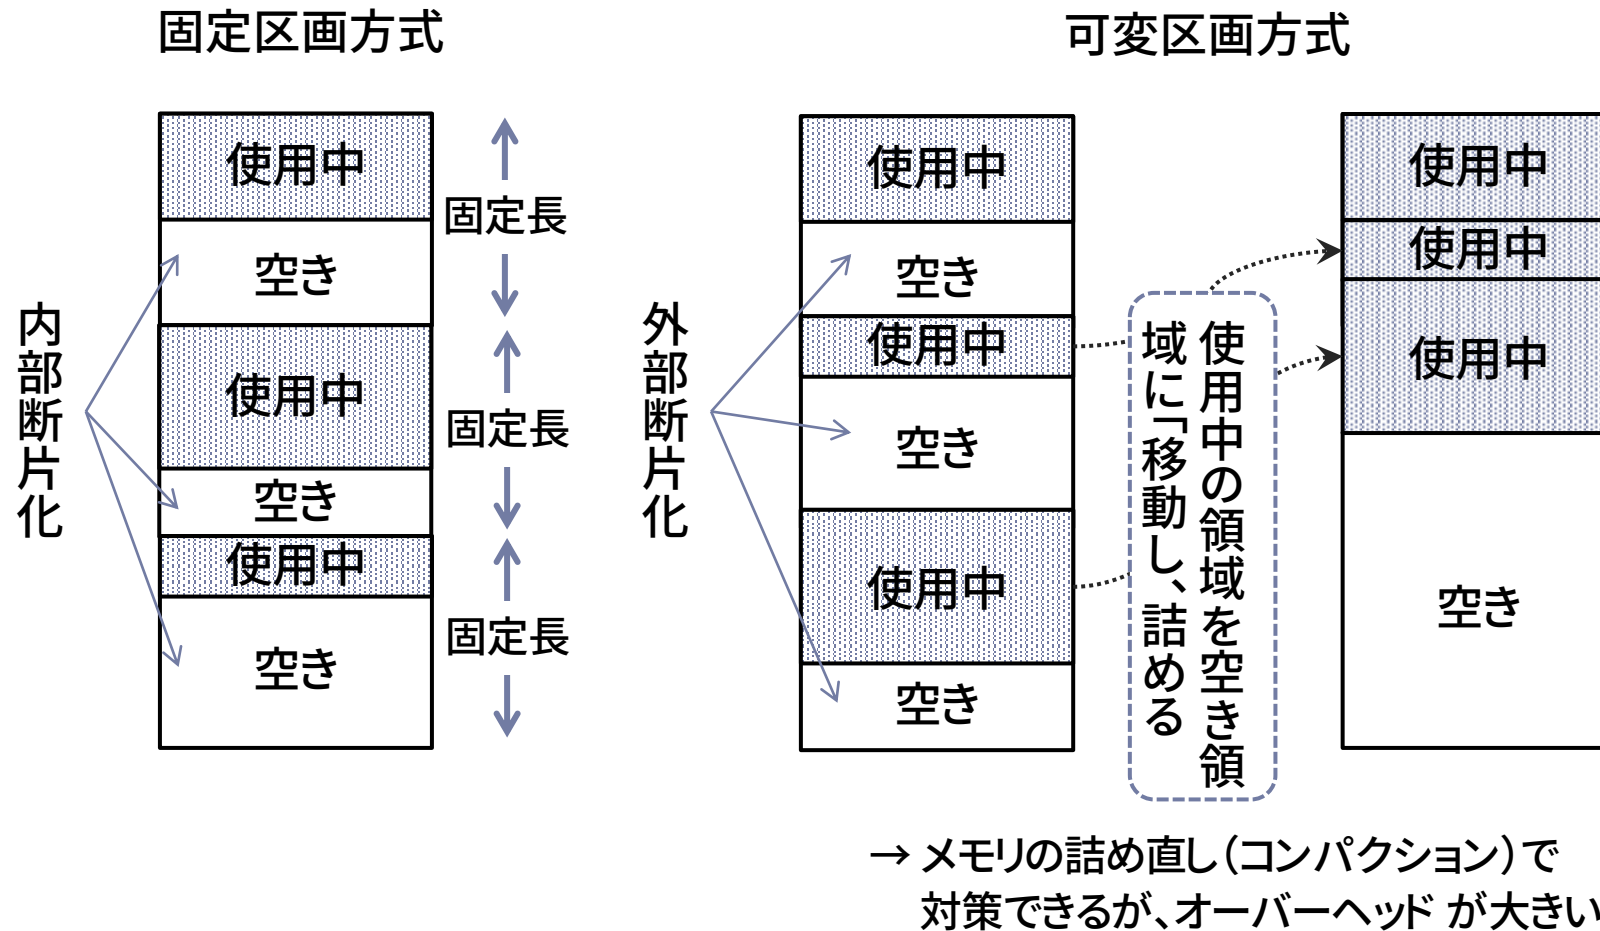 固定区画方式
使用中
空き
使用中
空き
使用中
空き
固定長
固定長
固定長
内部断片化
可変区画方式
外部断片化
使用中
空き
使用中
空き
使用中
空き
使用中の領域を空き領
域に「移動し、詰める
使用中
使用中
使用中
空き
→ メモリの詰め直し(コンパクション)で
対策できるが、オーバーヘッド が大きい